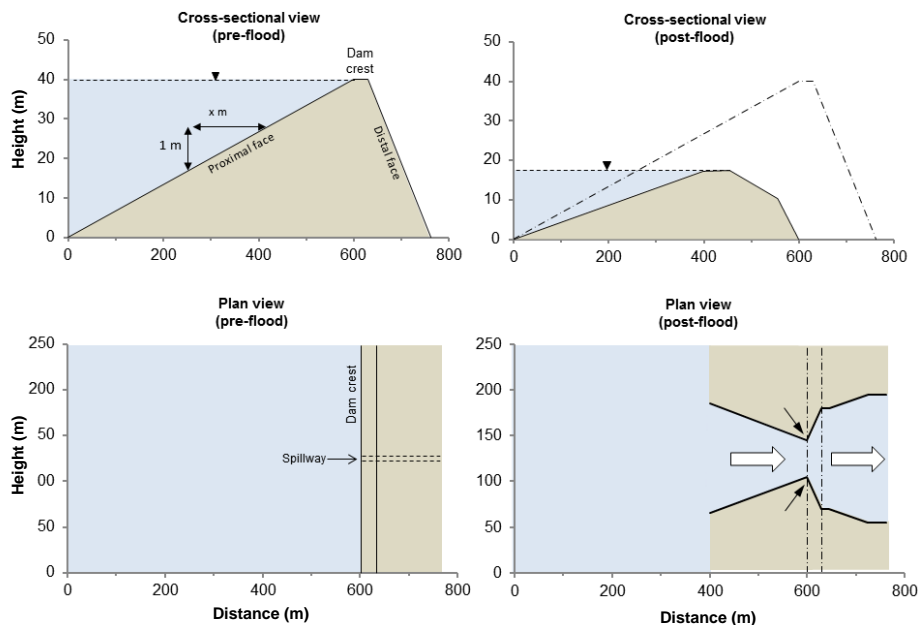 Cross-sectional view
(pre-flood)
Height (m)
50
40
30
20
10
0
0
200
400
600
800
Dam
crest
x m
1 m
Proximal face
Distal face
Cross-sectional view
(post-flood)
50
40
30
20
10
0
0
200
400
600
800
Plan view
(pre-flood)
Height (m)
250
200
50
00
50
0
0
200
400
600
800
Dam crest
Spillway
Distance (m)
Plan view
(post-flood)
250
200
150
100
50
0
0
200
400
600
800
Distance (m)